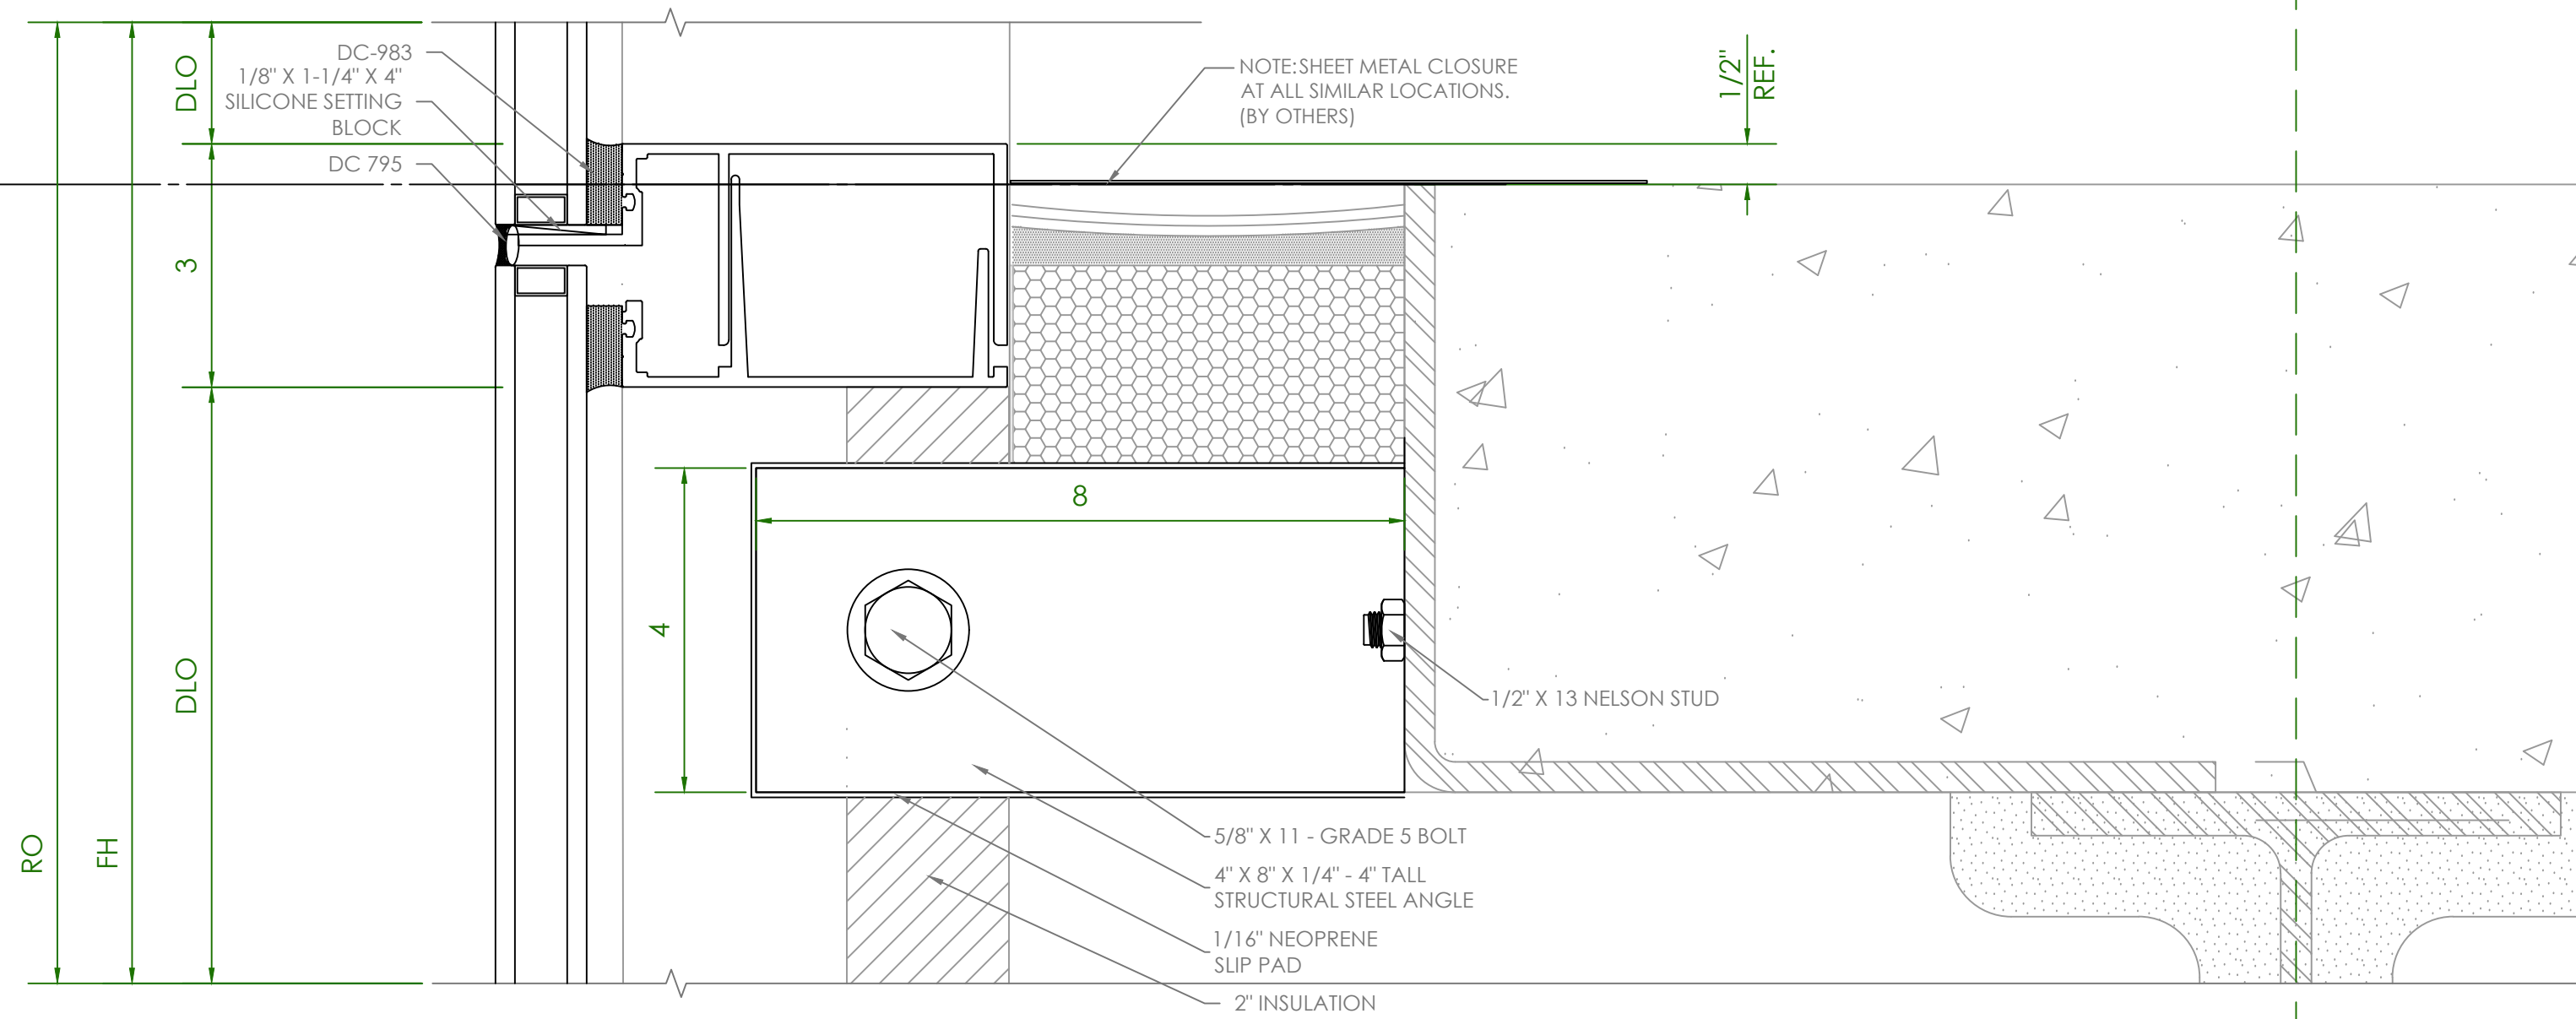 DC-983
1/8" X 1-1/4" X 4"
SILICONE SETTING
BLOCK
DC 795
NOTE:SHEET METAL CLOSURE
AT ALL SIMILAR LOCATIONS.
(BY OTHERS)
1/2"
REF.
DLO
3
DLO
RO
FH
8
4
1/2" X 13 NELSON STUD
5/8" X 11 - GRADE 5 BOLT
4" X 8" X 1/4" - 4" TALL
STRUCTURAL STEEL ANGLE
1/16" NEOPRENE
SLIP PAD
2" INSULATION